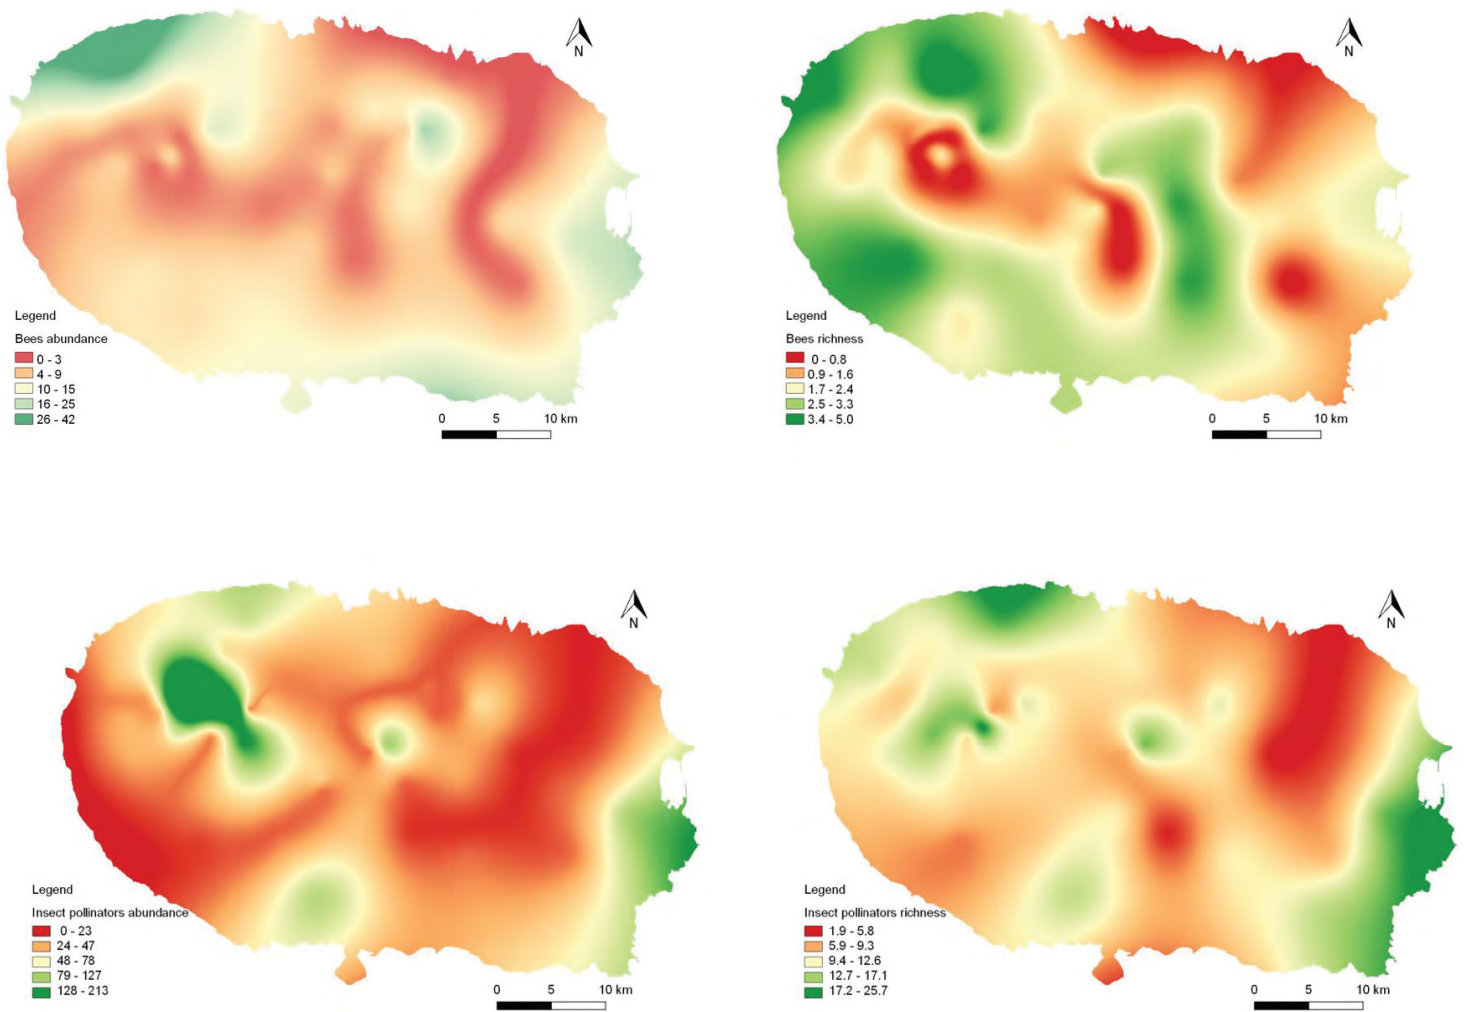 N
Legend
Bees abundance
0 - 3
4 - 9
10 - 15
16 - 25
26 - 42
0 5 10 km
N
Legend
Bees richness
0 - 0.8
0.9 - 1.6
1.7 - 2.4
2.5 - 3.3
3.4 - 5.0
0 5 10 km
N
Legend
Insect pollinators abundance
0 - 23
24 - 47
48 - 78
79 - 127
128 - 213
0 5 10 km
N
Legend
Insect pollinators richness
1.9 - 5.8
5.9 - 9.3
9.4 - 12.6
12.7 - 17.1
17.2 - 25.7
0 5 10 km